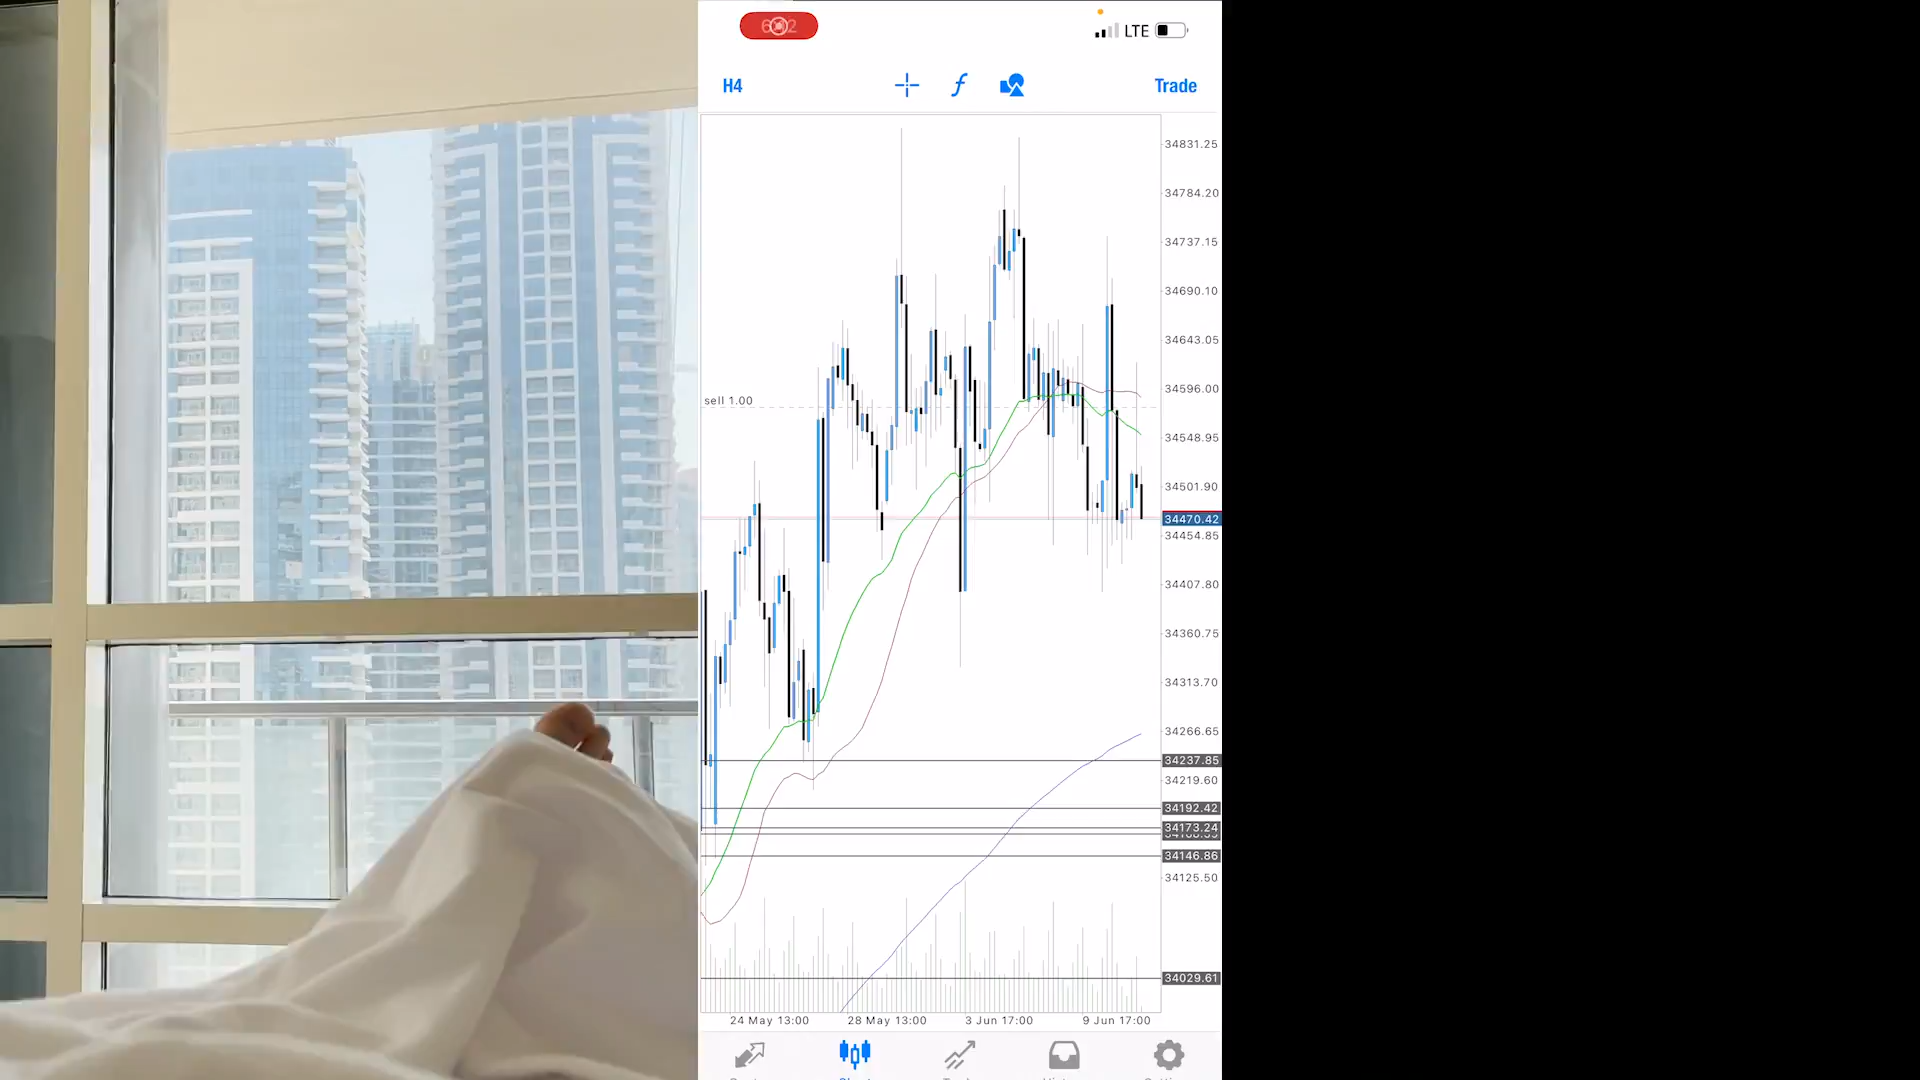 LTE
H4
Trade
34831.25
34784.20
34737.15
34690.10
34643.05
34596.00
sell 1.00
34548.95
34501.90
34470.42
34454.85
34407.80
34360.75
34313.70
34266.65
34237.85
34219.60
34192.42
34173.24
34146.86
34125.50
34029.61
24 May 13:00
28 May 13:00
3 Jun 17:00
9 Jun 17:00